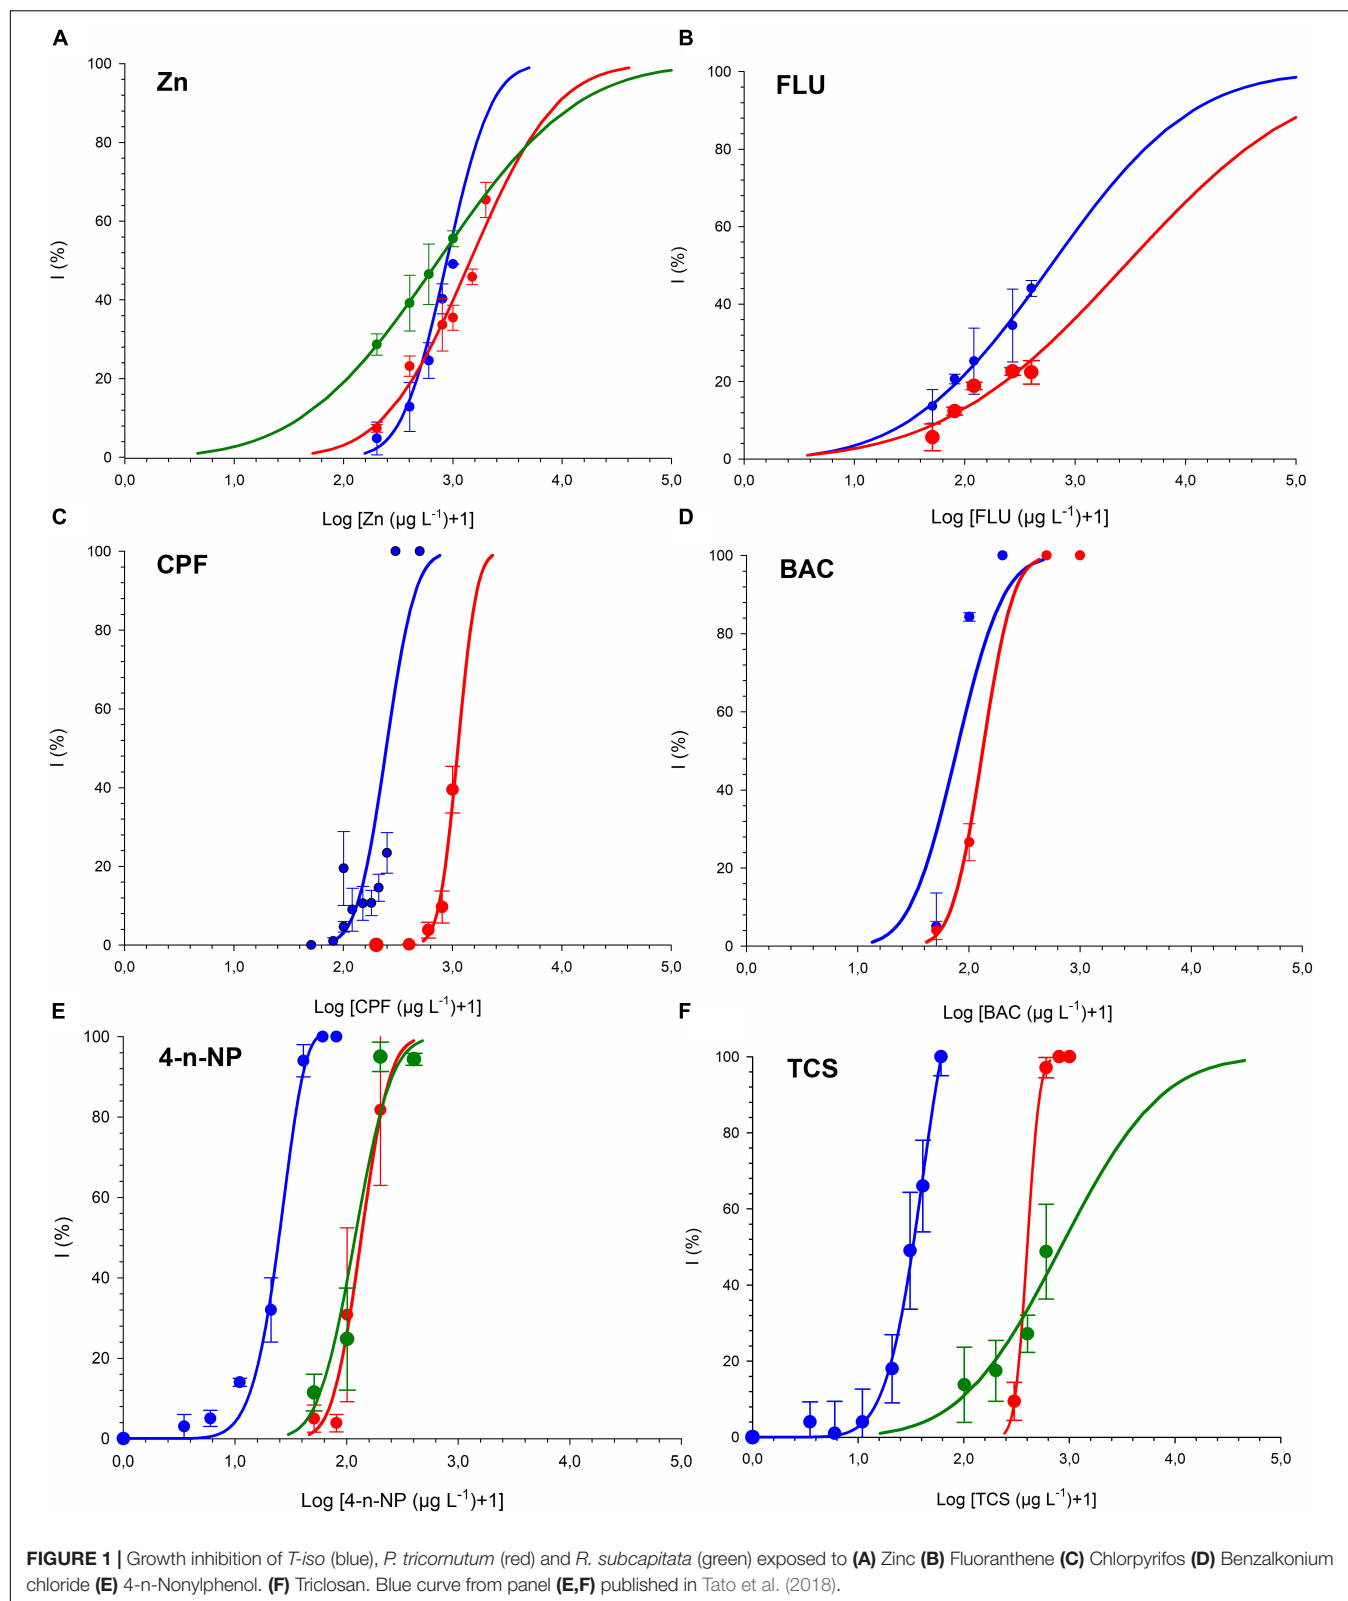 A
Zn
100
80
60
40
20
0
I (%)
0,0 1,0 2,0 3,0 4,0 5,0
Log [Zn (µg L⁻¹)+1]
B
FLU
100
80
60
40
20
0
I (%)
0,0 1,0 2,0 3,0 4,0 5,0
Log [FLU (µg L⁻¹)+1]
C
CPF
100
80
60
40
20
0
I (%)
0,0 1,0 2,0 3,0 4,0 5,0
Log [CPF (µg L⁻¹)+1]
D
BAC
100
80
60
40
20
0
I (%)
0,0 1,0 2,0 3,0 4,0 5,0
Log [BAC (µg L⁻¹)+1]
E
4-n-NP
100
80
60
40
20
0
I (%)
0,0 1,0 2,0 3,0 4,0 5,0
Log [4-n-NP (µg L⁻¹)+1]
F
TCS
100
80
60
40
20
0
I (%)
0,0 1,0 2,0 3,0 4,0 5,0
Log [TCS (µg L⁻¹)+1]
FIGURE 1 | Growth inhibition of T-iso (blue), P. tricornutum (red) and R. subcapitata (green) exposed to (A) Zinc (B) Fluoranthene (C) Chlorpyrifos (D) Benzalkonium
chloride (E) 4-n-Nonylphenol. (F) Triclosan. Blue curve from panel (E,F) published in Tato et al. (2018).